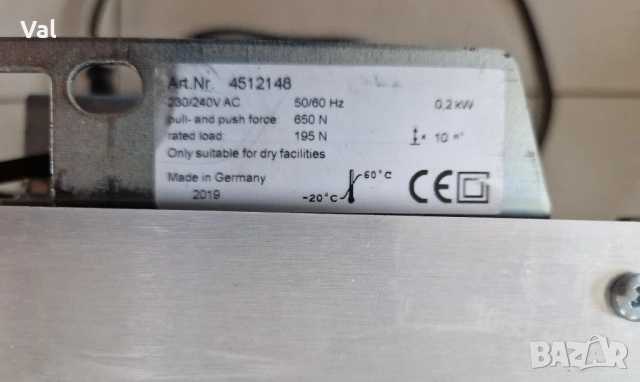 Val
Art.Nr. 4512148
230/240V AC 50/60 Hz 0,2 kW
pull- and push force: 650 N
rated load: 195 N × 10
Only suitable for dry facilities
Made in Germany
2019
-20°C 60°C CE
BAZAR